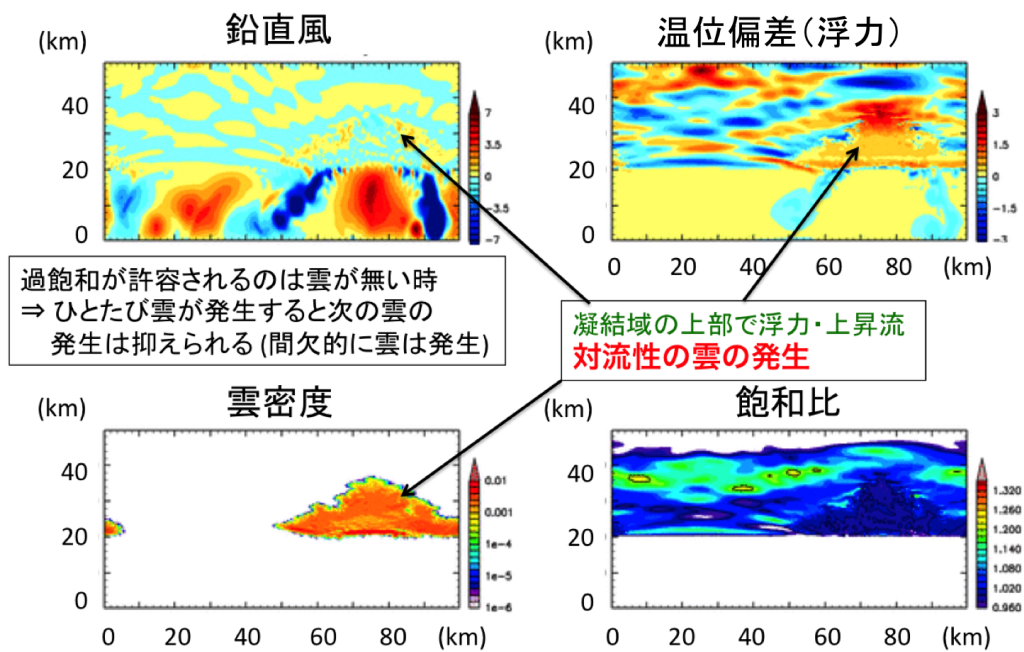 鉛直風
温位偏差(浮力)
(km)
(km)
40
20
0
7
3.5
0
-3.5
-7
40
20
0
3
1.5
0
-1.5
-3
0 20 40 60 80 (km)
過飽和が許容されるのは雲が無い時
⇒ ひとたび雲が発生すると次の雲の
発生は抑えられる (間欠的に雲は発生)
凝結域の上部で浮力・上昇流
対流性の雲の発生
雲密度
飽和比
(km)
(km)
40
20
0
0.01
0.001
1e-4
1e-5
1e-6
0 20 40 60 80 (km)
40
20
0
1.320
1.260
1.200
1.140
1.080
1.020
0.960
0 20 40 60 80 (km)